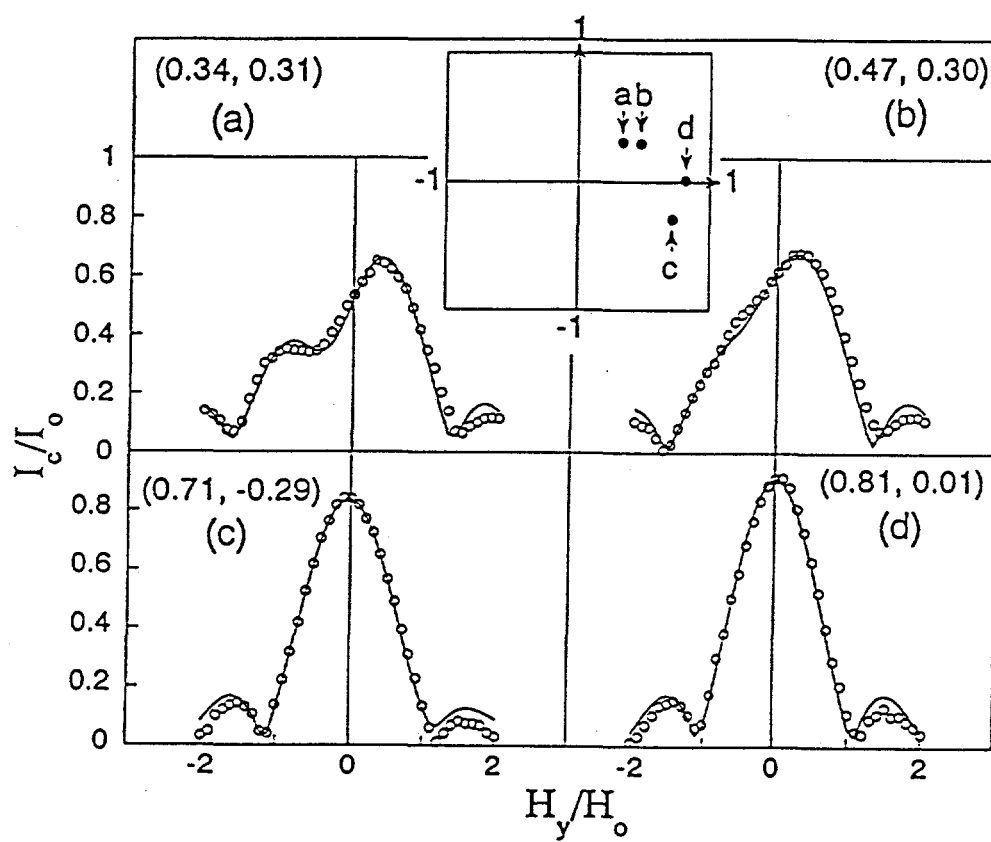 1
(0.34, 0.31)
(a)
(0.47, 0.30)
(b)
a b
d
c
-1
1
-1
1
0.8
0.6
0.4
0.2
0
I_c/I_o
(0.71, -0.29)
(c)
(0.81, 0.01)
(d)
0.8
0.6
0.4
0.2
0
-2
0
2
-2
0
2
H_y/H_o